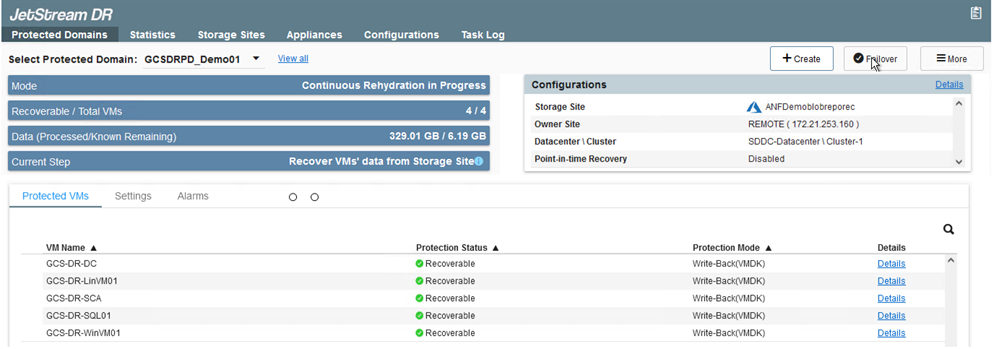 JetStream DR
Protected Domains Statistics Storage Sites Appliances Configurations Task Log
Select Protected Domain: GCSDRPD_Demo01 View all Create Failover More
Mode Continuous Rehydration in Progress
Recoverable / Total VMs 4 / 4
Data (Processed/Known Remaining) 329.01 GB / 6.19 GB
Current Step Recover VMs' data from Storage Site
Configurations Details
Storage Site ANFDemoblobreporec
Owner Site REMOTE ( 172.21.253.160 )
Datacenter \ Cluster SDDC-Datacenter \ Cluster-1
Point-in-time Recovery Disabled
Protected VMs Settings Alarms
VM Name ▲ Protection Status ▲ Protection Mode ▲ Details
GCS-DR-DC Recoverable Write-Back(VMDK) Details
GCS-DR-LinVM01 Recoverable Write-Back(VMDK) Details
GCS-DR-SCA Recoverable Write-Back(VMDK) Details
GCS-DR-SQL01 Recoverable Write-Back(VMDK) Details
GCS-DR-WinVM01 Recoverable Write-Back(VMDK) Details